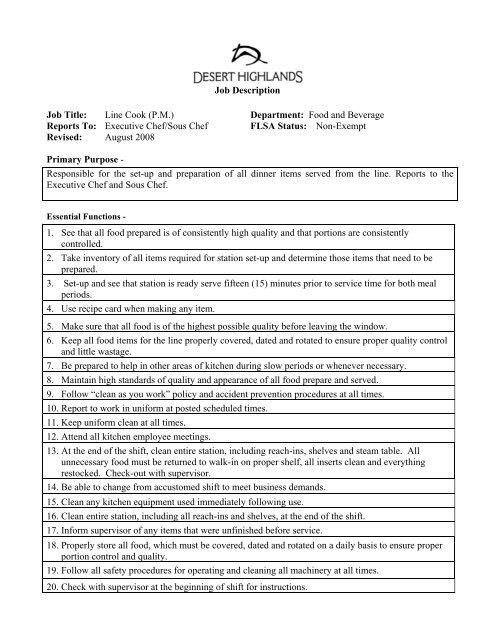 DESERT HIGHLANDS
Job Description
Job Title: Line Cook (P.M.) Department: Food and Beverage
Reports To: Executive Chef/Sous Chef FLSA Status: Non-Exempt
Revised: August 2008
Primary Purpose -
Responsible for the set-up and preparation of all dinner items served from the line. Reports to the
Executive Chef and Sous Chef.
Essential Functions -
1. See that all food prepared is of consistently high quality and that portions are consistently
controlled.
2. Take inventory of all items required for station set-up and determine those items that need to be
prepared.
3. Set-up and see that station is ready serve fifteen (15) minutes prior to service time for both meal
periods.
4. Use recipe card when making any item.
5. Make sure that all food is of the highest possible quality before leaving the window.
6. Keep all food items for the line properly covered, dated and rotated to ensure proper quality control
and little wastage.
7. Be prepared to help in other areas of kitchen during slow periods or whenever necessary.
8. Maintain high standards of quality and appearance of all food prepare and served.
9. Follow “clean as you work” policy and accident prevention procedures at all times.
10. Report to work in uniform at posted scheduled times.
11. Keep uniform clean at all times.
12. Attend all kitchen employee meetings.
13. At the end of the shift, clean entire station, including reach-ins, shelves and steam table. All
unnecessary food must be returned to walk-in on proper shelf, all inserts clean and everything
restocked. Check-out with supervisor.
14. Be able to change from accustomed shift to meet business demands.
15. Clean any kitchen equipment used immediately following use.
16. Clean entire station, including all reach-ins and shelves, at the end of the shift.
17. Inform supervisor of any items that were unfinished before service.
18. Properly store all food, which must be covered, dated and rotated on a daily basis to ensure proper
portion control and quality.
19. Follow all safety procedures for operating and cleaning all machinery at all times.
20. Check with supervisor at the beginning of shift for instructions.